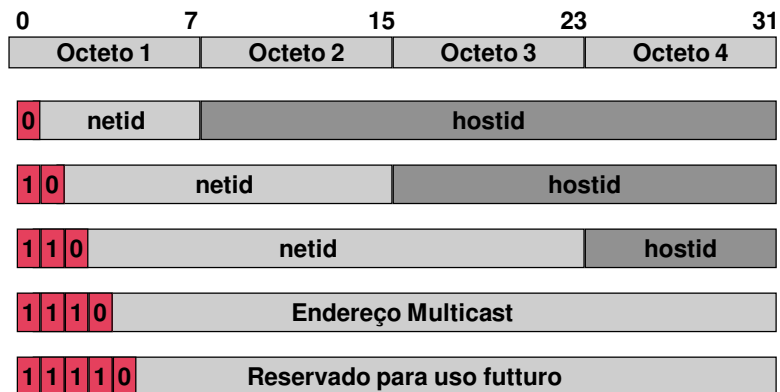 0 7 15 23 31
Octeto 1 Octeto 2 Octeto 3 Octeto 4
0 netid hostid
1 0 netid hostid
1 1 0 netid hostid
1 1 1 0 Endereço Multicast
1 1 1 1 0 Reservado para uso futturo